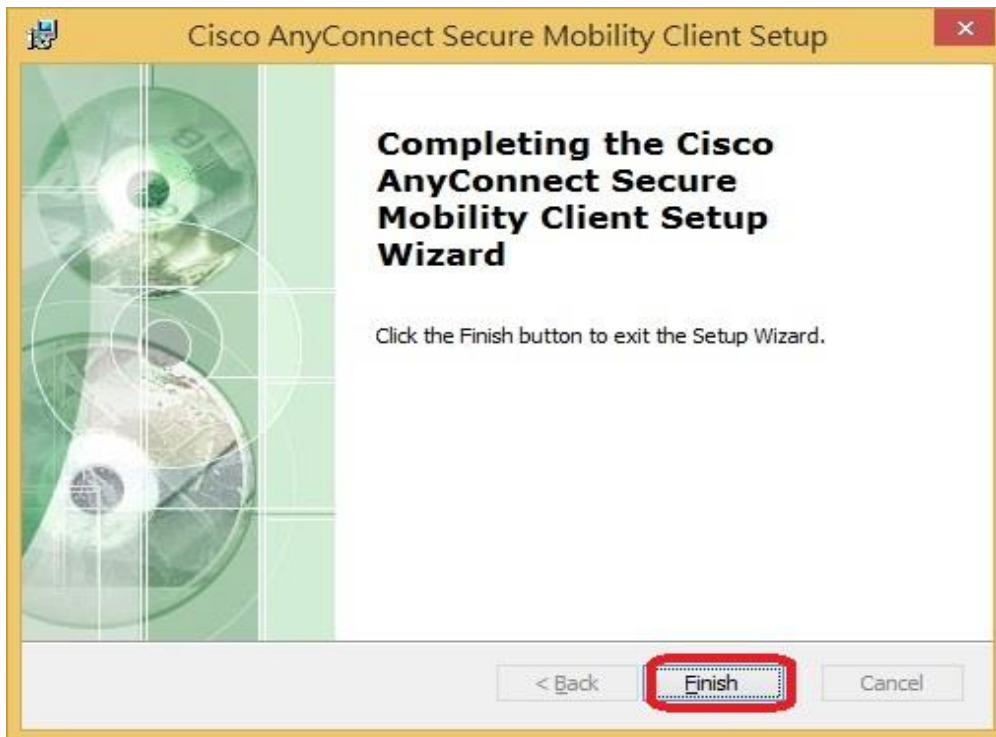 Cisco AnyConnect Secure Mobility Client Setup
Completing the Cisco
AnyConnect Secure
Mobility Client Setup
Wizard
Click the Finish button to exit the Setup Wizard.
< Back
Finish
Cancel